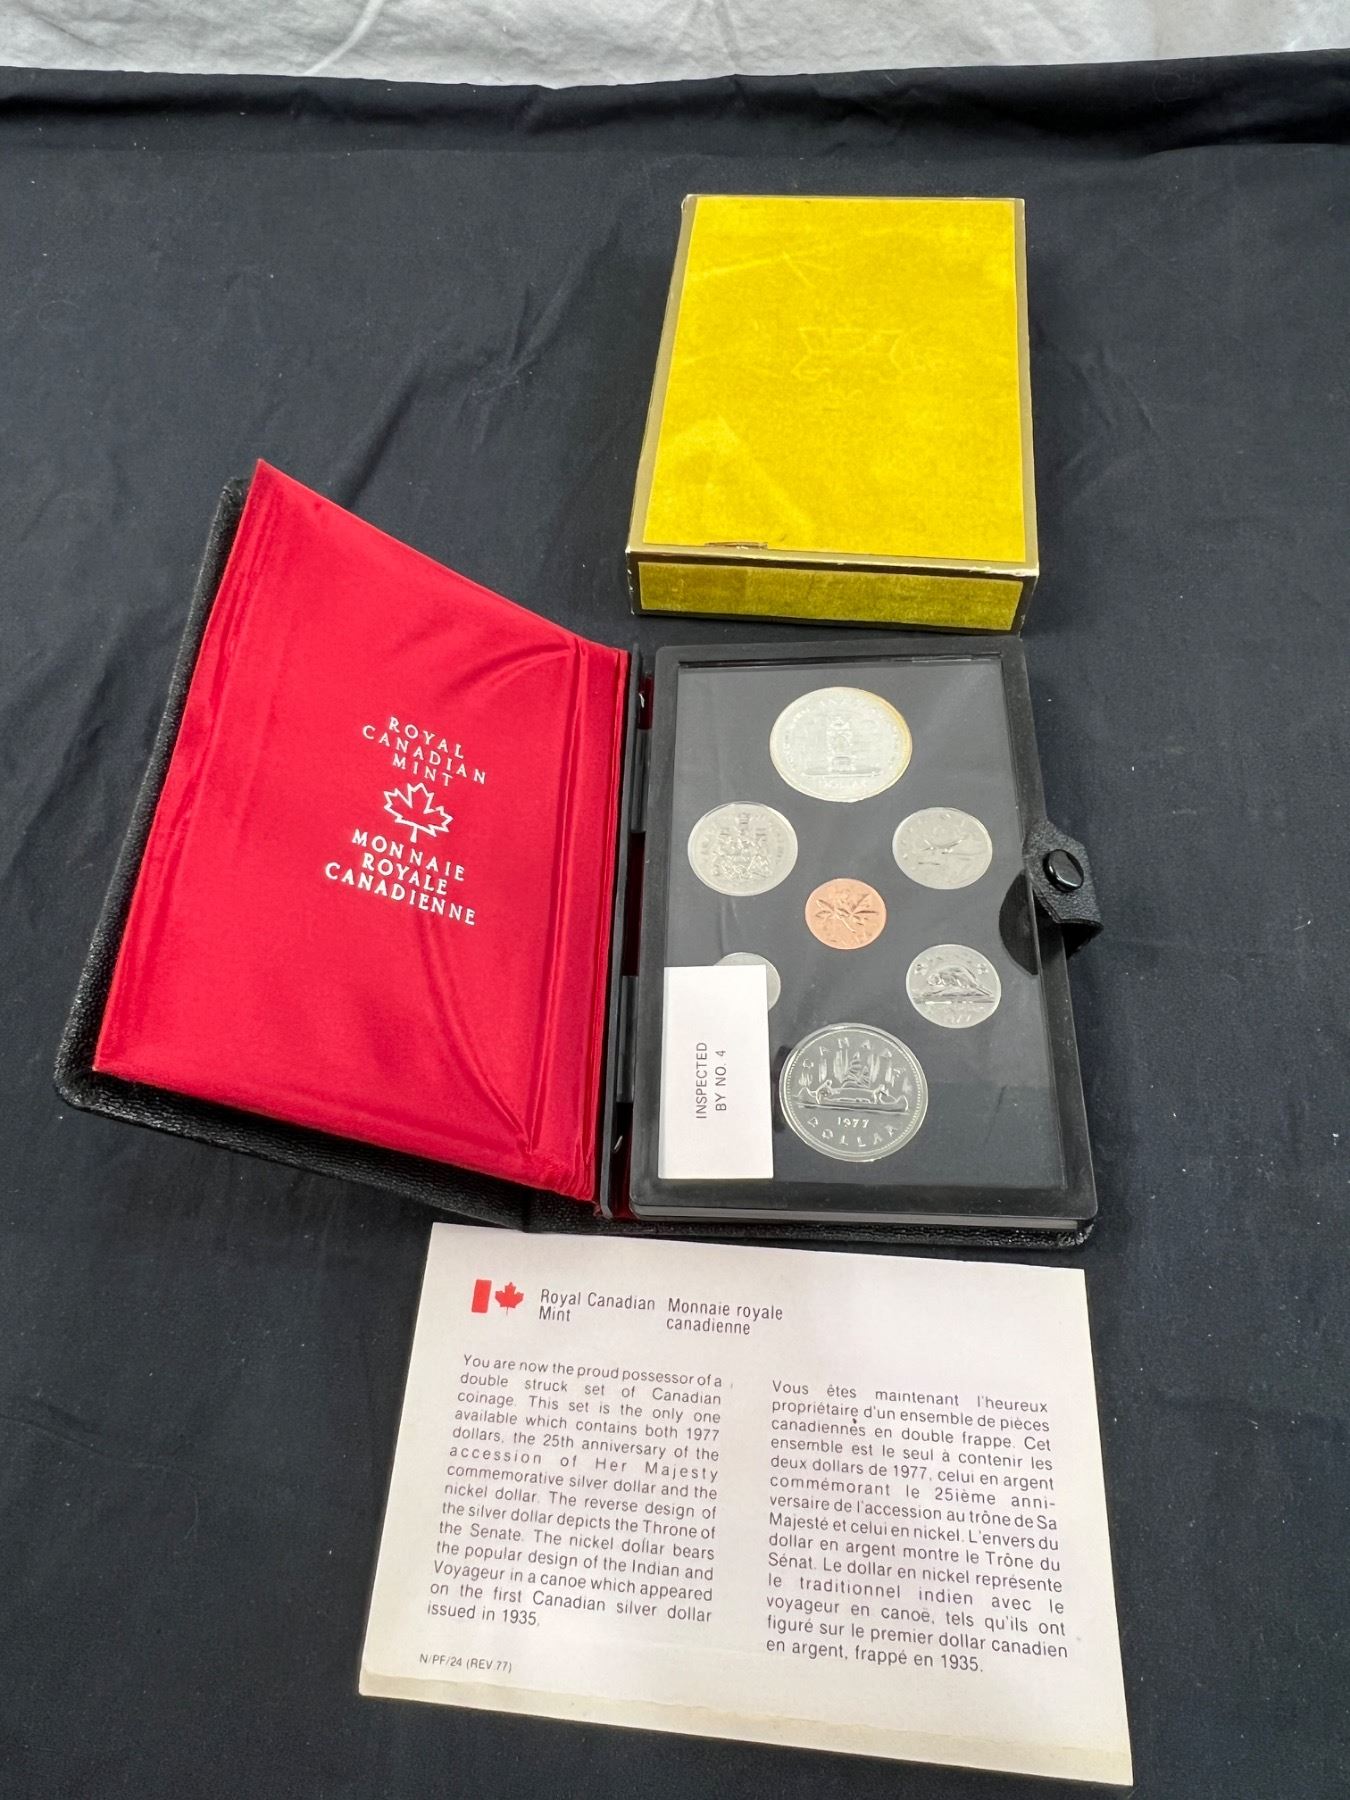 ROYAL
CANADIAN
MINT
MONNAIE
ROYALE
CANADIENNE
DOLLAR
INSPECTED
BY NO. 4
1977
CANADA
1977
DOLLAR
Royal Canadian
Mint
Monnaie royale
canadienne
You are now the proud possessor of a
double struck set of Canadian
coinage. This set is the only one
available which contains both 1977
dollars, the 25th anniversary of the
accession of Her Majesty
commemorative silver dollar and the
nickel dollar. The reverse design of
the silver dollar depicts the Throne of
the Senate. The nickel dollar bears
the popular design of the Indian and
Voyageur in a canoe which appeared
on the first Canadian silver dollar
issued in 1935.
N/PF/24 (REV 77)
Vous êtes maintenant l'heureux
propriétaire d'un ensemble de pièces
canadiennes en double frappe. Cet
ensemble est le seul à contenir les
deux dollars de 1977, celui en argent
commémorant le 25ième anni-
versaire de l'accession au trône de Sa
Majesté et celui en nickel. L'envers du
dollar en argent montre le Trône du
Sénat. Le dollar en nickel représente
le traditionnel indien avec le
voyageur en canoë, tels qu'ils ont
figuré sur le premier dollar canadien
en argent, frappé en 1935.